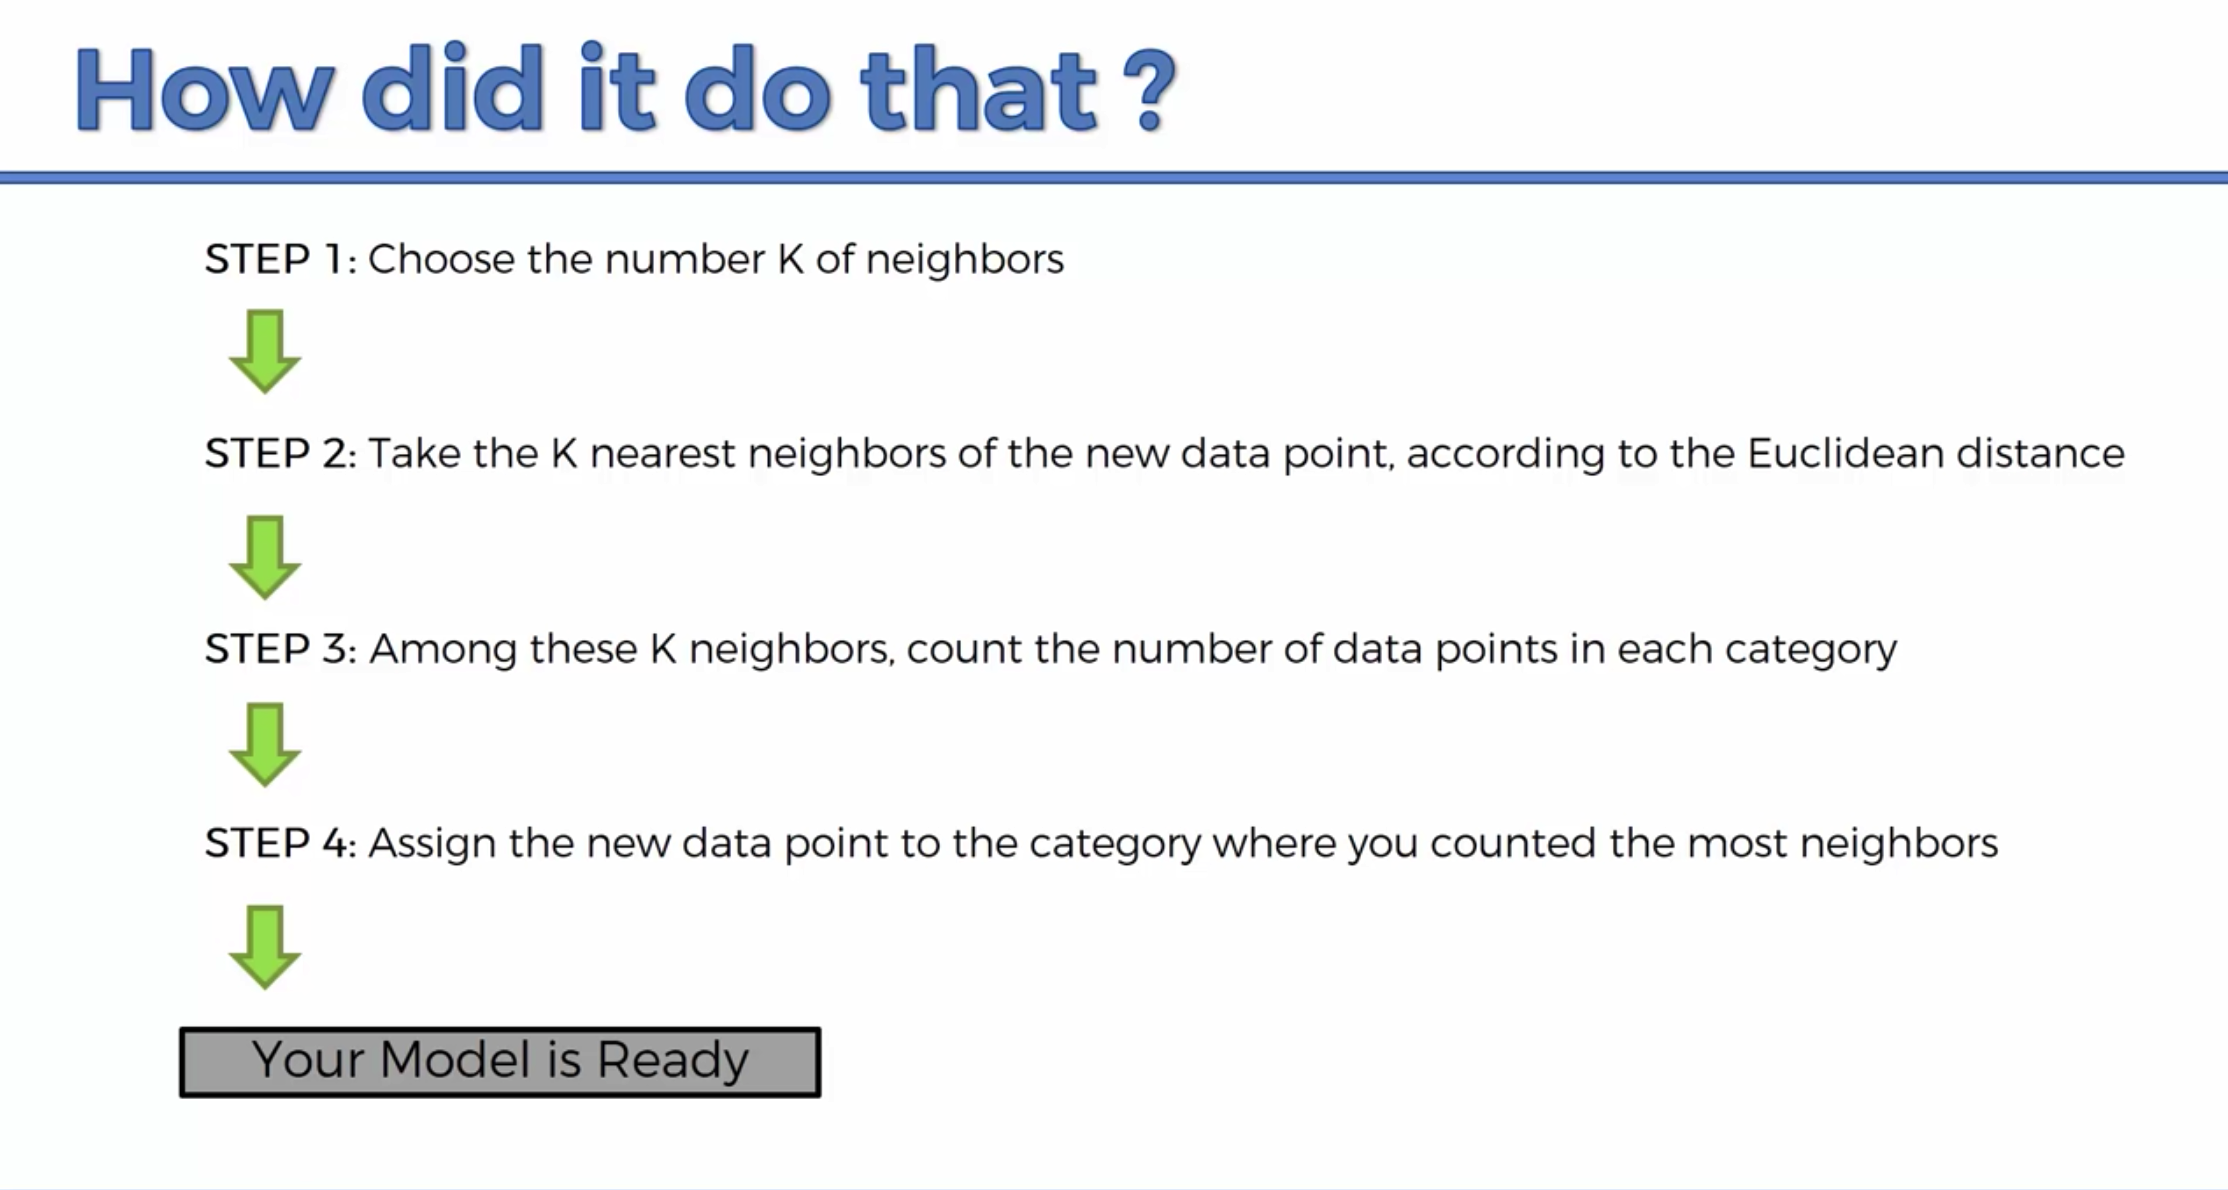 How did it do that ?
STEP 1: Choose the number K of neighbors
STEP 2: Take the K nearest neighbors of the new data point, according to the Euclidean distance
STEP 3: Among these K neighbors, count the number of data points in each category
STEP 4: Assign the new data point to the category where you counted the most neighbors
Your Model is Ready